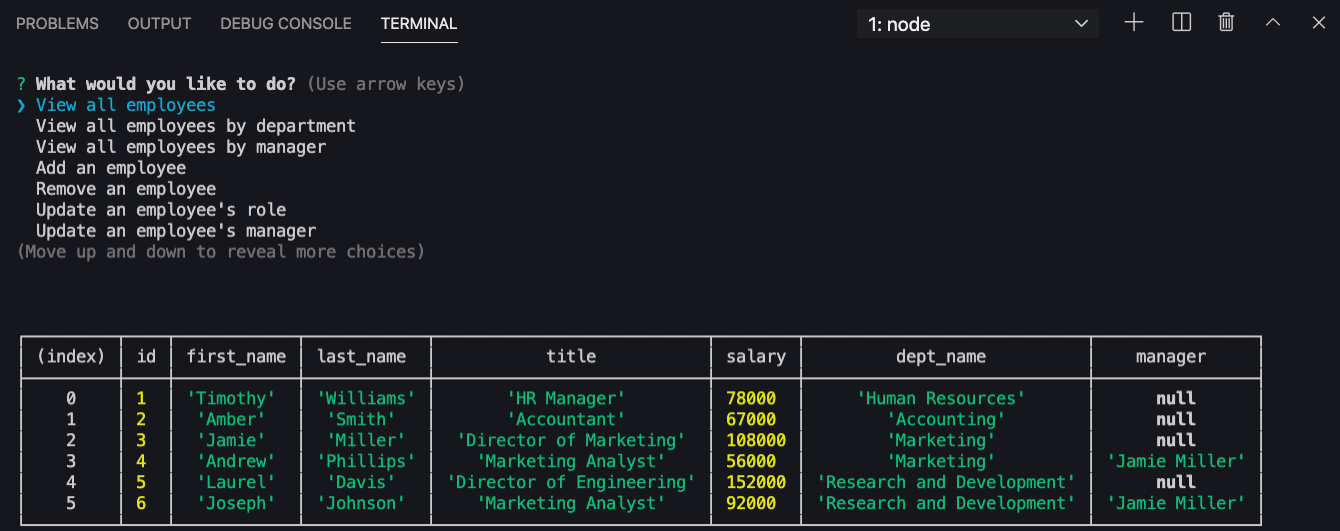 PROBLEMS OUTPUT DEBUG CONSOLE TERMINAL 1: node
? What would you like to do? (Use arrow keys)
❯ View all employees
View all employees by department
View all employees by manager
Add an employee
Remove an employee
Update an employee's role
Update an employee's manager
(Move up and down to reveal more choices)
(index) id first_name last_name title salary dept_name manager
0 1 'Timothy' 'Williams' 'HR Manager' 78000 'Human Resources' null
1 2 'Amber' 'Smith' 'Accountant' 67000 'Accounting' null
2 3 'Jamie' 'Miller' 'Director of Marketing' 108000 'Marketing' null
3 4 'Andrew' 'Phillips' 'Marketing Analyst' 56000 'Marketing' 'Jamie Miller'
4 5 'Laurel' 'Davis' 'Director of Engineering' 152000 'Research and Development' null
5 6 'Joseph' 'Johnson' 'Marketing Analyst' 92000 'Research and Development' 'Jamie Miller'